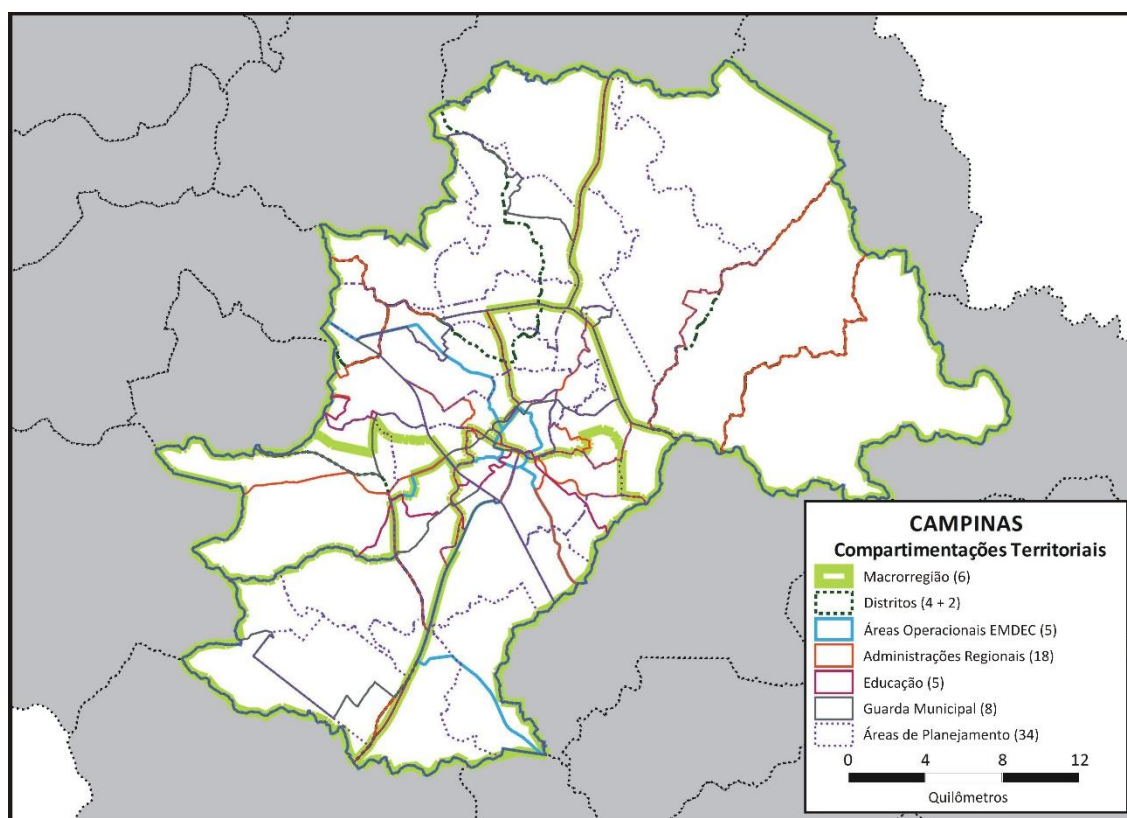 CAMPINAS
Compartimentações Territoriais
Macrorregião (6)
Distritos (4 + 2)
Áreas Operacionais EMDEC (5)
Administrações Regionais (18)
Educação (5)
Guarda Municipal (8)
Áreas de Planejamento (34)
0 4 8 12
Quilômetros